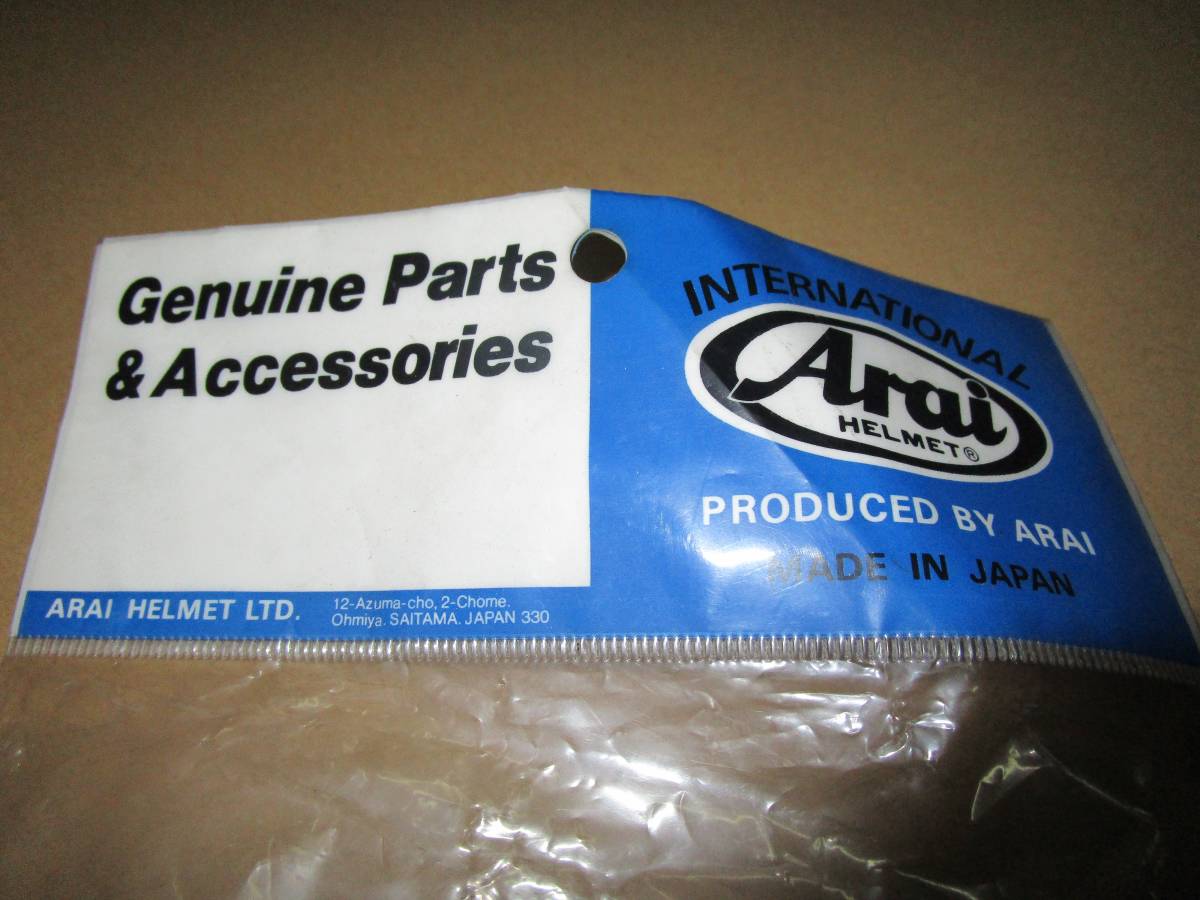 Genuine Parts
& Accessories
ARAI HELMET LTD.
12-Azuma-cho, 2-Chome.
Ohmiya. SAITAMA. JAPAN 330
INTERNATIONAL
Arai
HELMET®
PRODUCED BY ARAI
MADE IN JAPAN